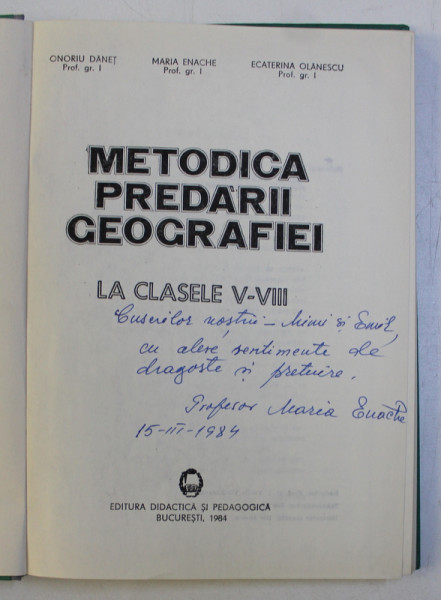 ONORIU DĂNEȚ MARIA ENACHE ECATERINA OLĂNESCU
Prof. gr. I Prof. gr. I Prof. gr. I
METODICA
PREDĂRII
GEOGRAFIEI
LA CLASELE V-VIII
Cuscrilor noștri – Mimi și Emil,
cu alese sentimente de
dragoste și prețuire.
Profesor Maria Enache
15-III-1984
EDITURA DIDACTICĂ ȘI PEDAGOGICĂ
BUCUREȘTI, 1984